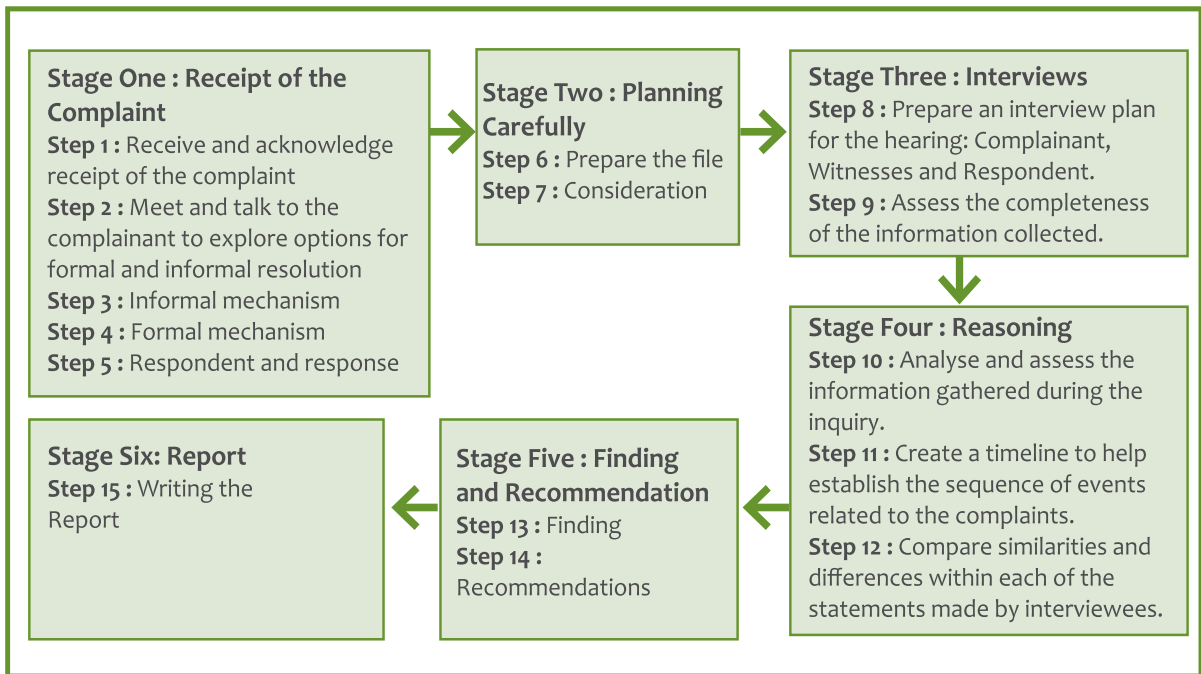 Stage One : Receipt of the
Complaint
Step 1 : Receive and acknowledge
receipt of the complaint
Step 2 : Meet and talk to the
complainant to explore options for
formal and informal resolution
Step 3 : Informal mechanism
Step 4 : Formal mechanism
Step 5 : Respondent and response
Stage Two : Planning
Carefully
Step 6 : Prepare the file
Step 7 : Consideration
Stage Three : Interviews
Step 8 : Prepare an interview plan
for the hearing: Complainant,
Witnesses and Respondent.
Step 9 : Assess the completeness
of the information collected.
Stage Four : Reasoning
Step 10 : Analyse and assess the
information gathered during the
inquiry.
Step 11 : Create a timeline to help
establish the sequence of events
related to the complaints.
Step 12 : Compare similarities and
differences within each of the
statements made by interviewees.
Stage Five : Finding
and Recommendation
Step 13 : Finding
Step 14 :
Recommendations
Stage Six: Report
Step 15 : Writing the
Report